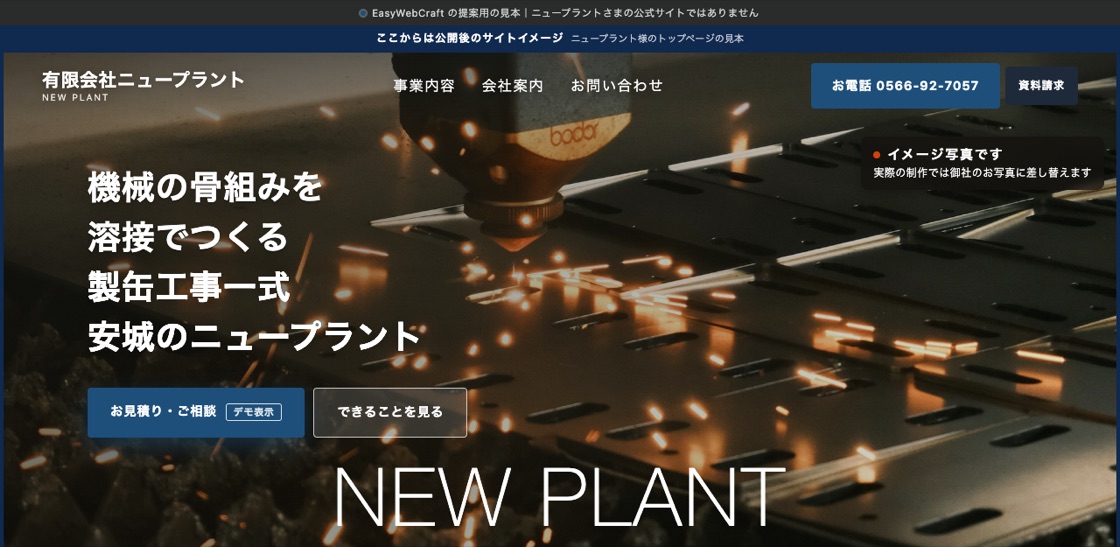 EasyWebCraft の提案用の見本｜ニュープラントさまの公式サイトではありません
ここからは公開後のサイトイメージ ニュープラント様のトップページの見本
有限会社ニュープラント
NEW PLANT
事業内容 会社案内 お問い合わせ
お電話 0566-92-7057
資料請求
bodor
イメージ写真です
実際の制作では御社のお写真に差し替えます
機械の骨組みを
溶接でつくる
製缶工事一式
安城のニュープラント
お見積り・ご相談 デモ表示
できることを見る
NEW PLANT